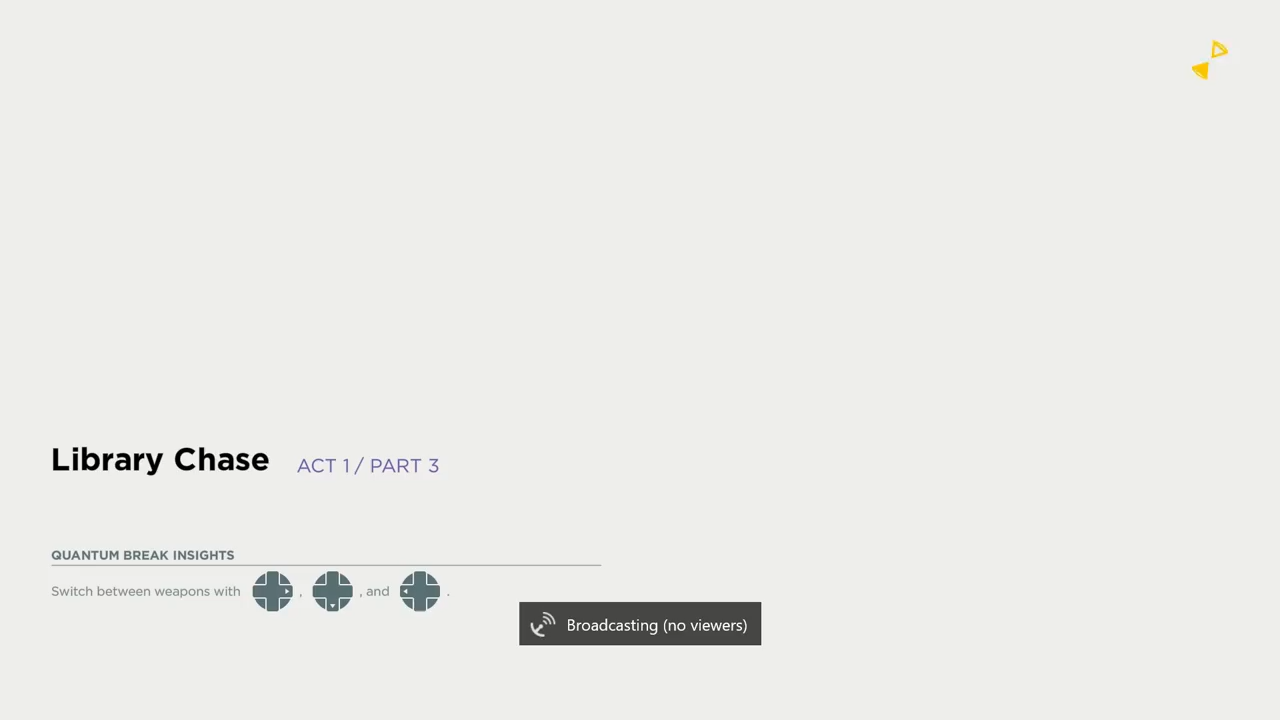 Library Chase ACT 1 / PART 3
QUANTUM BREAK INSIGHTS
Switch between weapons with , , and .
Broadcasting (no viewers)